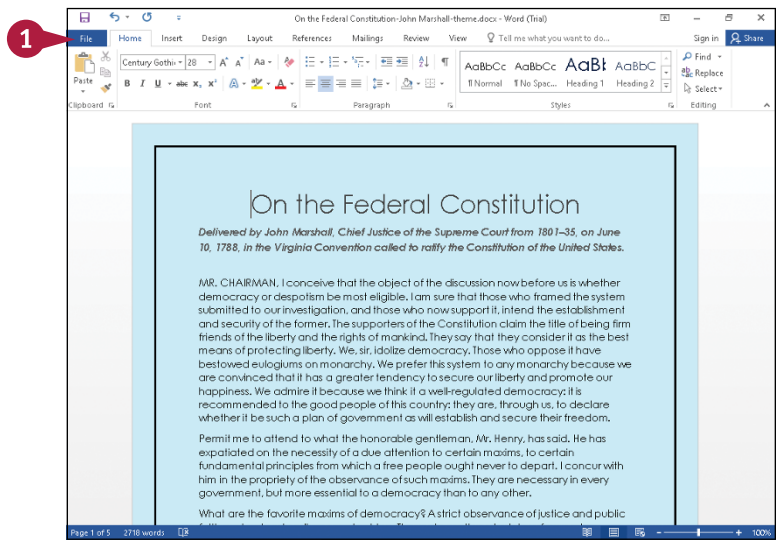 On the Federal Constitution-John Marshall-theme.docx - Word (Trial)
1
File Home Insert Design Layout References Mailings Review View Tell me what you want to do... Sign in Share
Century Gothi 28 A A Aa
Find
Replace
Select
Paste
B I U abc x₂ x² A ab A
AaBbCc AaBbCc AaBb AaBbC
¶ Normal ¶ No Spac... Heading 1 Heading 2
Clipboard Font Paragraph Styles Editing
On the Federal Constitution
Delivered by John Marshall, Chief Justice of the Supreme Court from 1801–35, on June
10, 1788, in the Virginia Convention called to ratify the Constitution of the United States.
MR. CHAIRMAN, I conceive that the object of the discussion now before us is whether
democracy or despotism be most eligible. I am sure that those who framed the system
submitted to our investigation, and those who now support it, intend the establishment
and security of the former. The supporters of the Constitution claim the title of being firm
friends of the liberty and the rights of mankind. They say that they consider it as the best
means of protecting liberty. We, sir, idolize democracy. Those who oppose it have
bestowed eulogiums on monarchy. We prefer this system to any monarchy because we
are convinced that it has a greater tendency to secure our liberty and promote our
happiness. We admire it because we think it a well-regulated democracy: it is
recommended to the good people of this country: they are, through us, to declare
whether it be such a plan of government as will establish and secure their freedom.
Permit me to attend to what the honorable gentleman, Mr. Henry, has said. He has
expatiated on the necessity of a due attention to certain maxims, to certain
fundamental principles from which a free people ought never to depart. I concur with
him in the propriety of the observance of such maxims. They are necessary in every
government, but more essential to a democracy than to any other.
What are the favorite maxims of democracy? A strict observance of justice and public
Page 1 of 5 2718 words 100%